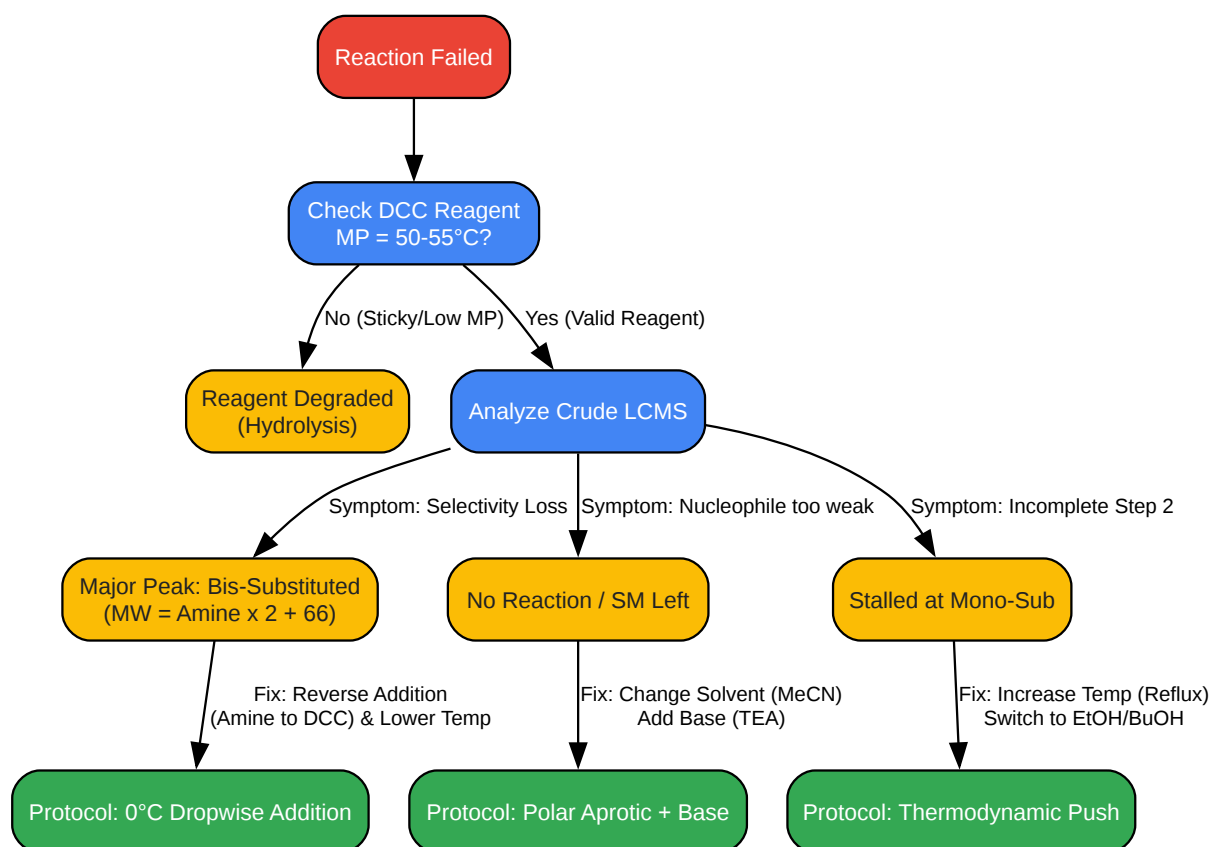 Reaction Failed
Check DCC Reagent
MP = 50-55°C?
No (Sticky/Low MP)
Yes (Valid Reagent)
Reagent Degraded
(Hydrolysis)
Analyze Crude LCMS
Symptom: Selectivity Loss
Symptom: Nucleophile too weak
Symptom: Incomplete Step 2
Major Peak: Bis-Substituted
(MW = Amine x 2 + 66)
No Reaction / SM Left
Stalled at Mono-Sub
Fix: Reverse Addition
(Amine to DCC) & Lower Temp
Fix: Change Solvent (MeCN)
Add Base (TEA)
Fix: Increase Temp (Reflux)
Switch to EtOH/BuOH
Protocol: 0°C Dropwise Addition
Protocol: Polar Aprotic + Base
Protocol: Thermodynamic Push